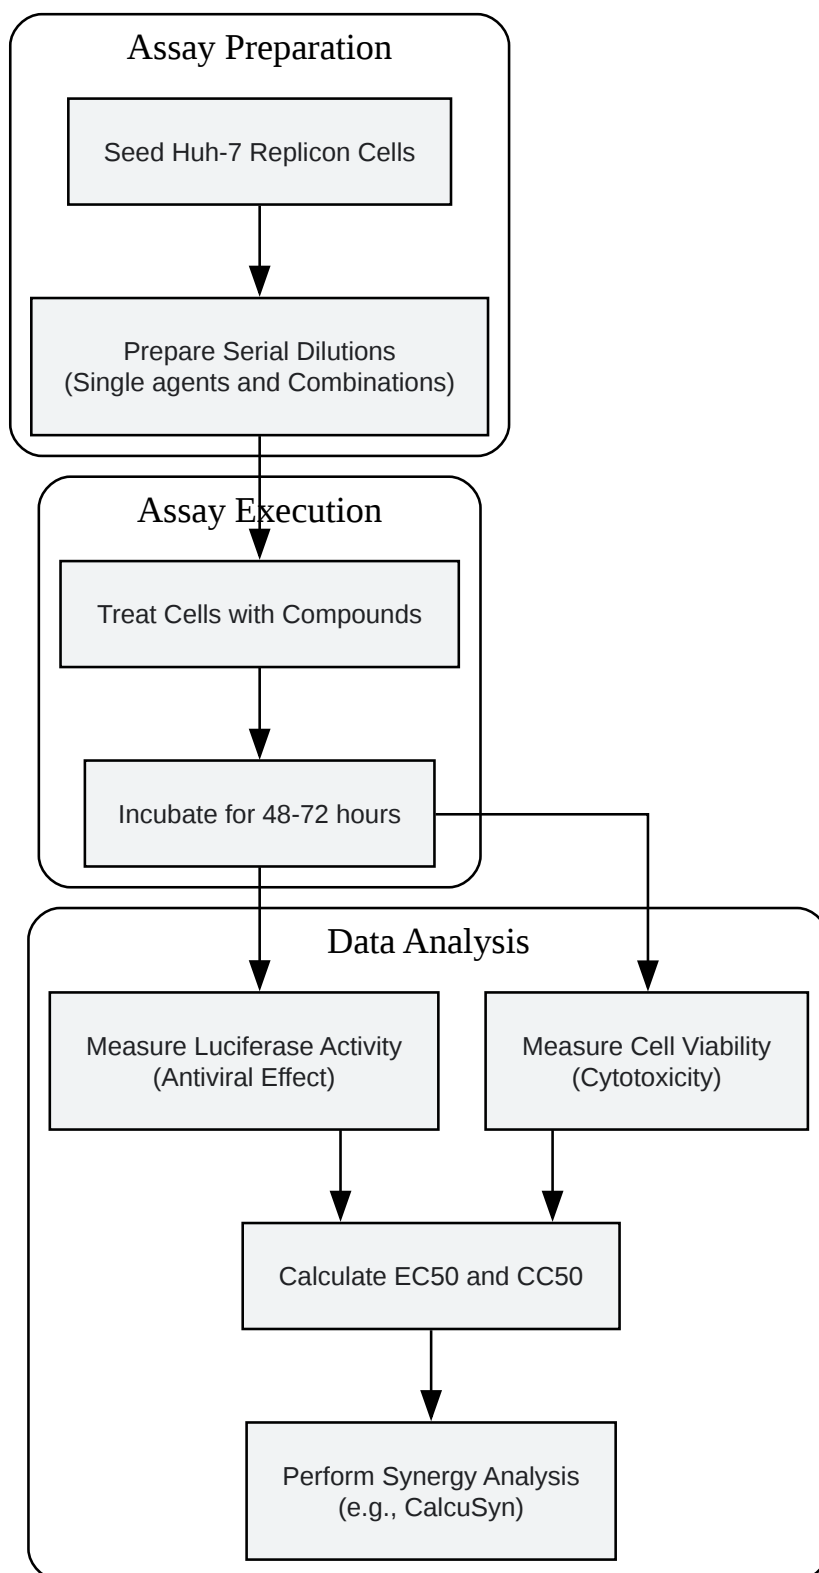 Assay Preparation
Seed Huh-7 Replicon Cells
Prepare Serial Dilutions
(Single agents and Combinations)
Assay Execution
Treat Cells with Compounds
Incubate for 48-72 hours
Data Analysis
Measure Luciferase Activity
(Antiviral Effect)
Measure Cell Viability
(Cytotoxicity)
Calculate EC50 and CC50
Perform Synergy Analysis
(e.g., CalcuSyn)